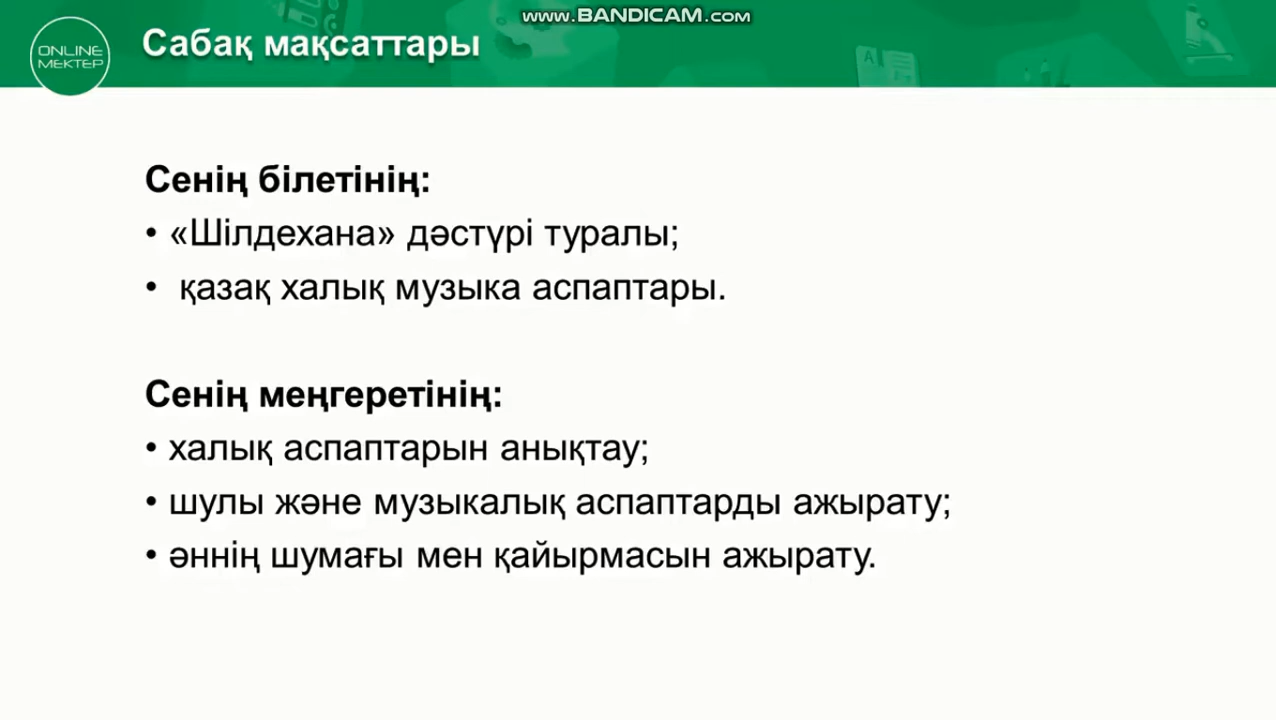 www.BANDICAM.com
Сабақ мақсаттары
ONLINE
MEKTEP
Сенің білетінің:
• «Шілдехана» дәстүрі туралы;
• қазақ халық музыка аспаптары.
Сенің меңгеретінің:
• халық аспаптарын анықтау;
• шулы және музыкалық аспаптарды ажырату;
• әннің шумағы мен қайырмасын ажырату.